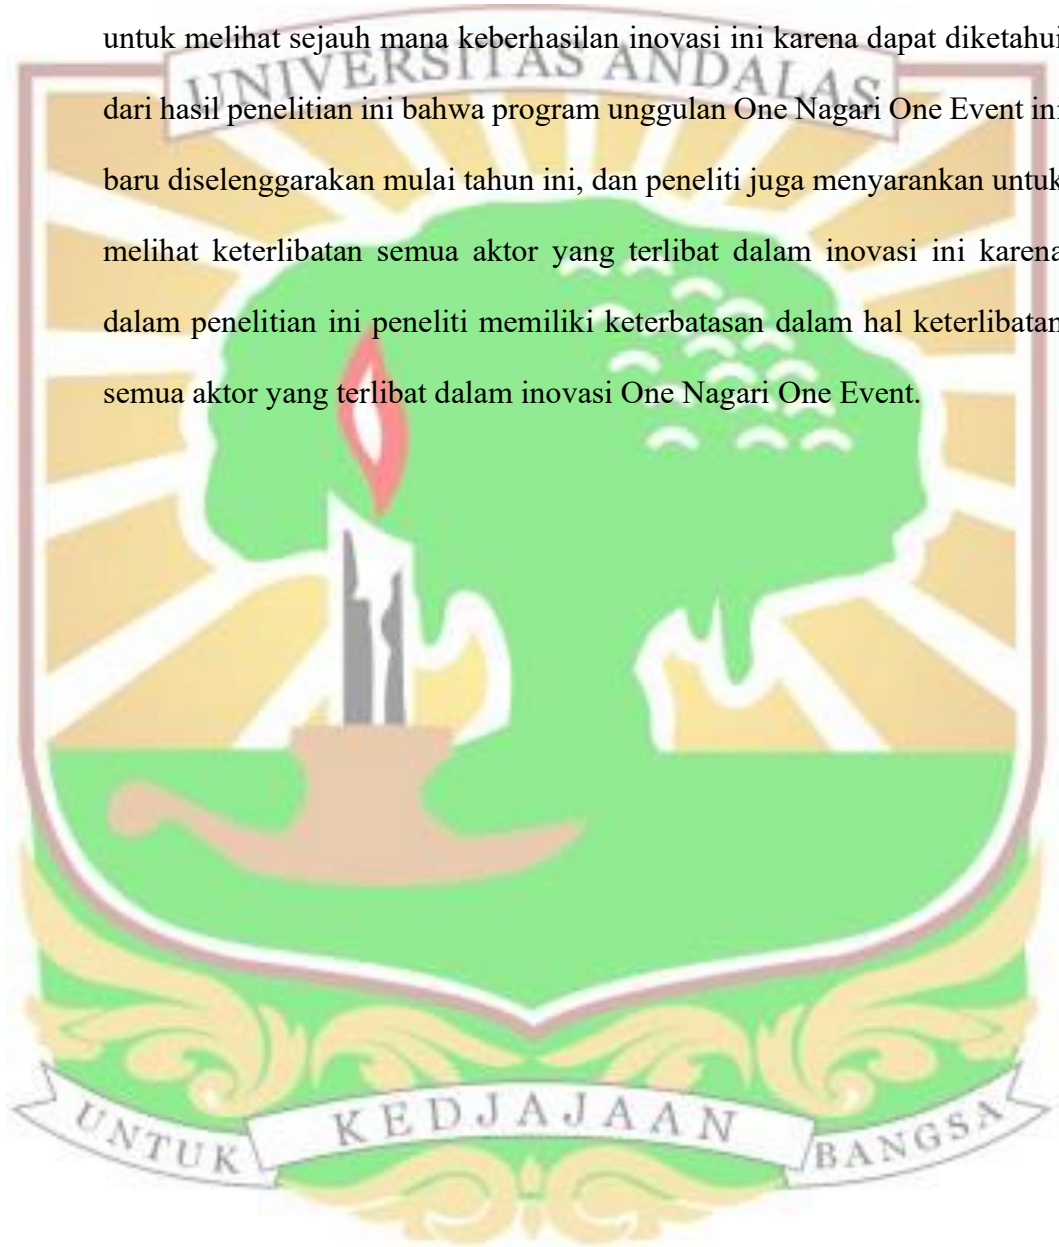 untuk melihat sejauh mana keberhasilan inovasi ini karena dapat diketahui
UNIVERSITAS ANDALAS
dari hasil penelitian ini bahwa program unggulan One Nagari One Event ini
baru diselenggarakan mulai tahun ini, dan peneliti juga menyarankan untuk
melihat keterlibatan semua aktor yang terlibat dalam inovasi ini karena
dalam penelitian ini peneliti memiliki keterbatasan dalam hal keterlibatan
semua aktor yang terlibat dalam inovasi One Nagari One Event.
UNTUK KEDJAJAAN BANGSA